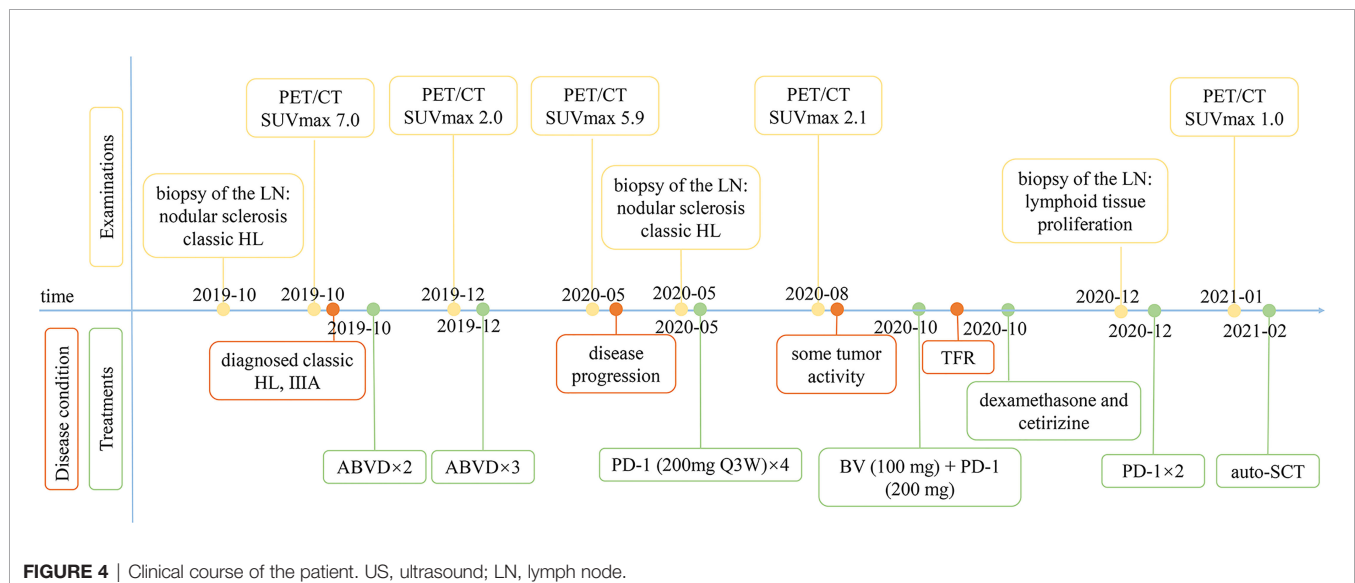 PET/CT
SUVmax 7.0
PET/CT
SUVmax 2.0
PET/CT
SUVmax 5.9
PET/CT
SUVmax 2.1
PET/CT
SUVmax 1.0
Examinations
biopsy of the LN:
nodular sclerosis
classic HL
biopsy of the LN:
nodular sclerosis
classic HL
biopsy of the LN:
lymphoid tissue
proliferation
time
2019-10
2019-10
2019-12
2020-05
2020-05
2020-08
2020-12
2021-01
2019-10
2019-12
2020-05
2020-10
2020-10
2020-12
2021-02
Disease condition
Treatments
diagnosed classic
HL, IIIA
disease
progression
some tumor
activity
TFR
dexamethasone and
cetirizine
ABVD×2
ABVD×3
PD-1 (200mg Q3W)×4
BV (100 mg) + PD-1
(200 mg)
PD-1×2
auto-SCT
FIGURE 4 | Clinical course of the patient. US, ultrasound; LN, lymph node.